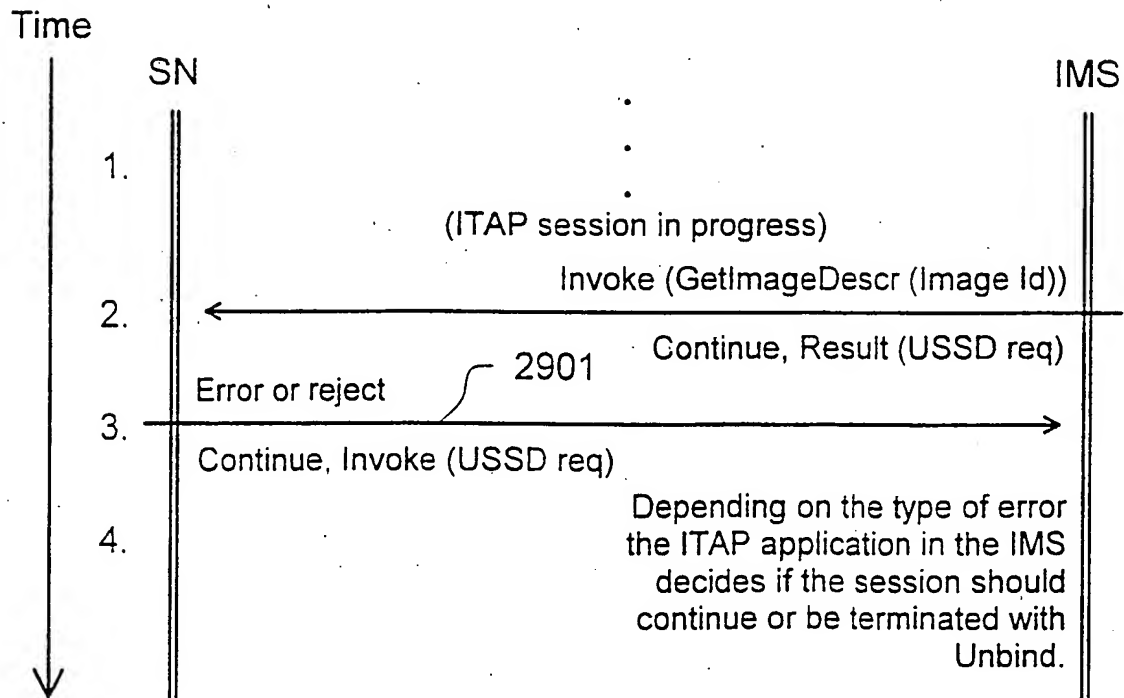 Time
SN
IMS
1.
(ITAP session in progress)
Invoke (GetImageDescr (Image Id))
2.
Continue, Result (USSD req)
2901
Error or reject
3.
Continue, Invoke (USSD req)
4.
Depending on the type of error
the ITAP application in the IMS
decides if the session should
continue or be terminated with
Unbind.